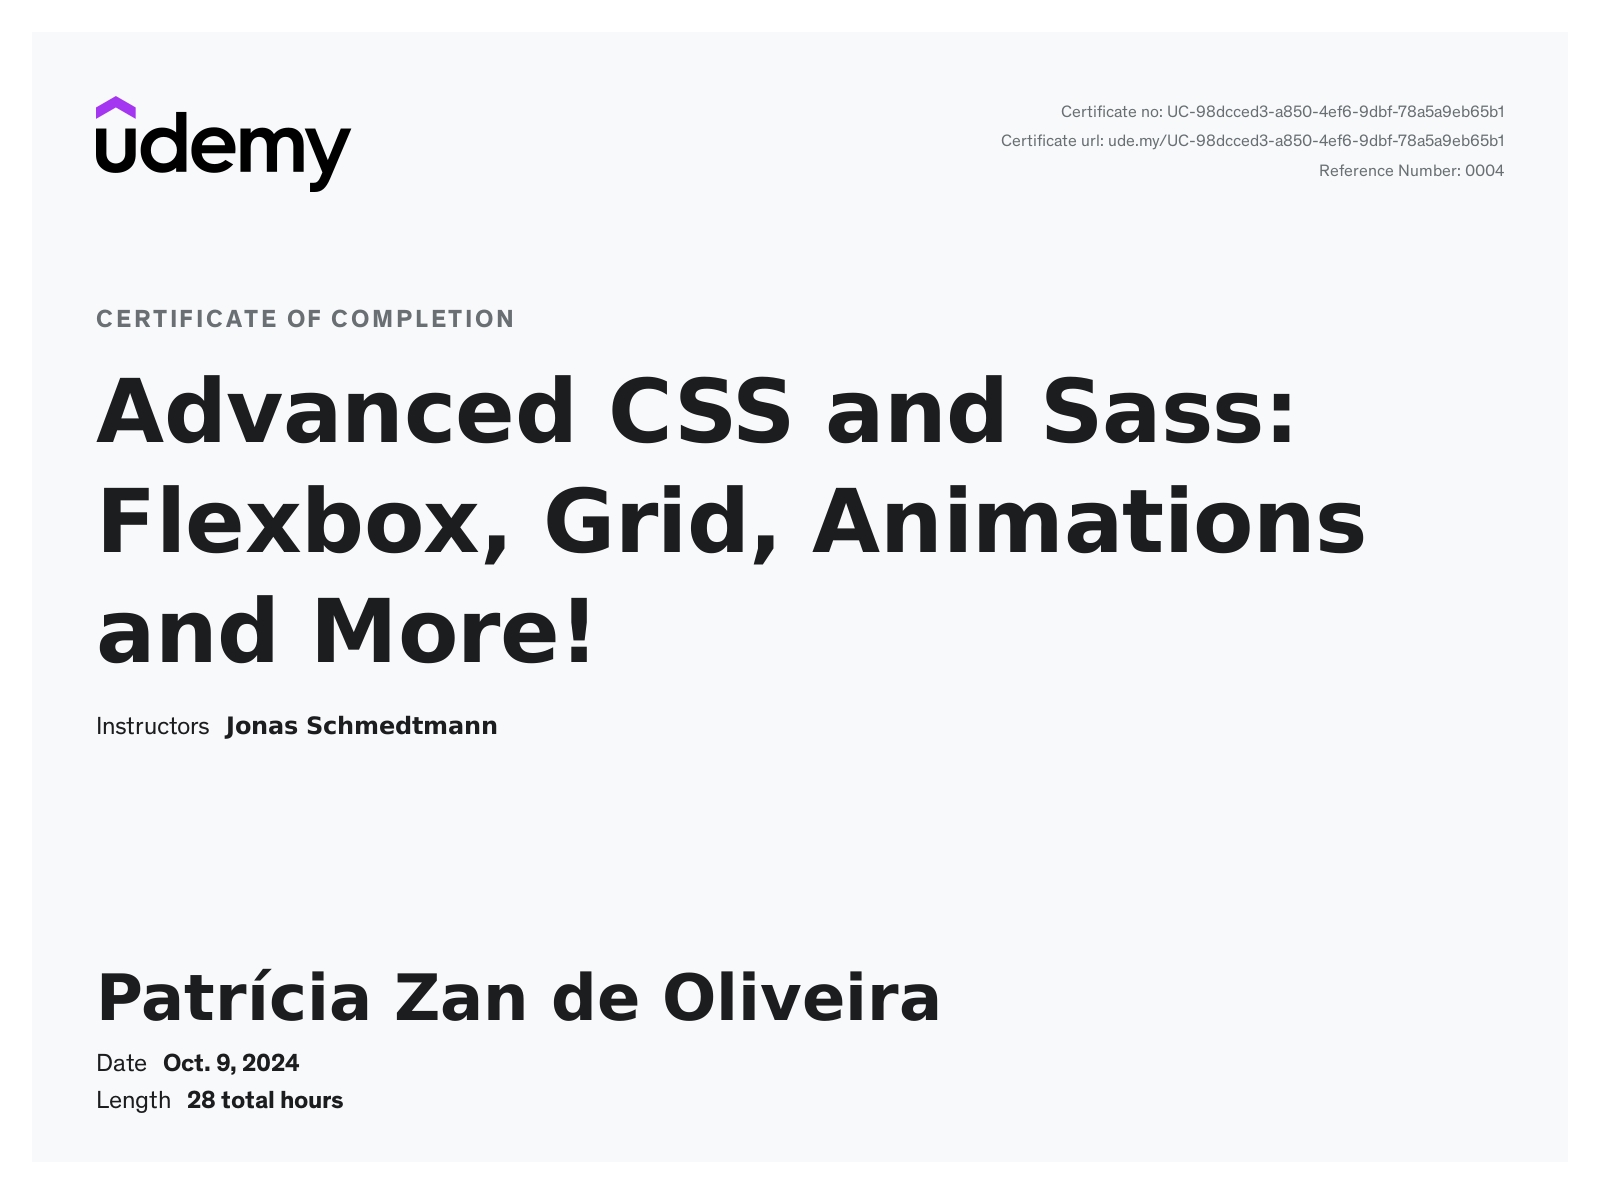 udemy
Certificate no: UC-98dcced3-a850-4ef6-9dbf-78a5a9eb65b1
Certificate url: ude.my/UC-98dcced3-a850-4ef6-9dbf-78a5a9eb65b1
Reference Number: 0004
CERTIFICATE OF COMPLETION
Advanced CSS and Sass:
Flexbox, Grid, Animations
and More!
Instructors Jonas Schmedtmann
Patrícia Zan de Oliveira
Date Oct. 9, 2024
Length 28 total hours